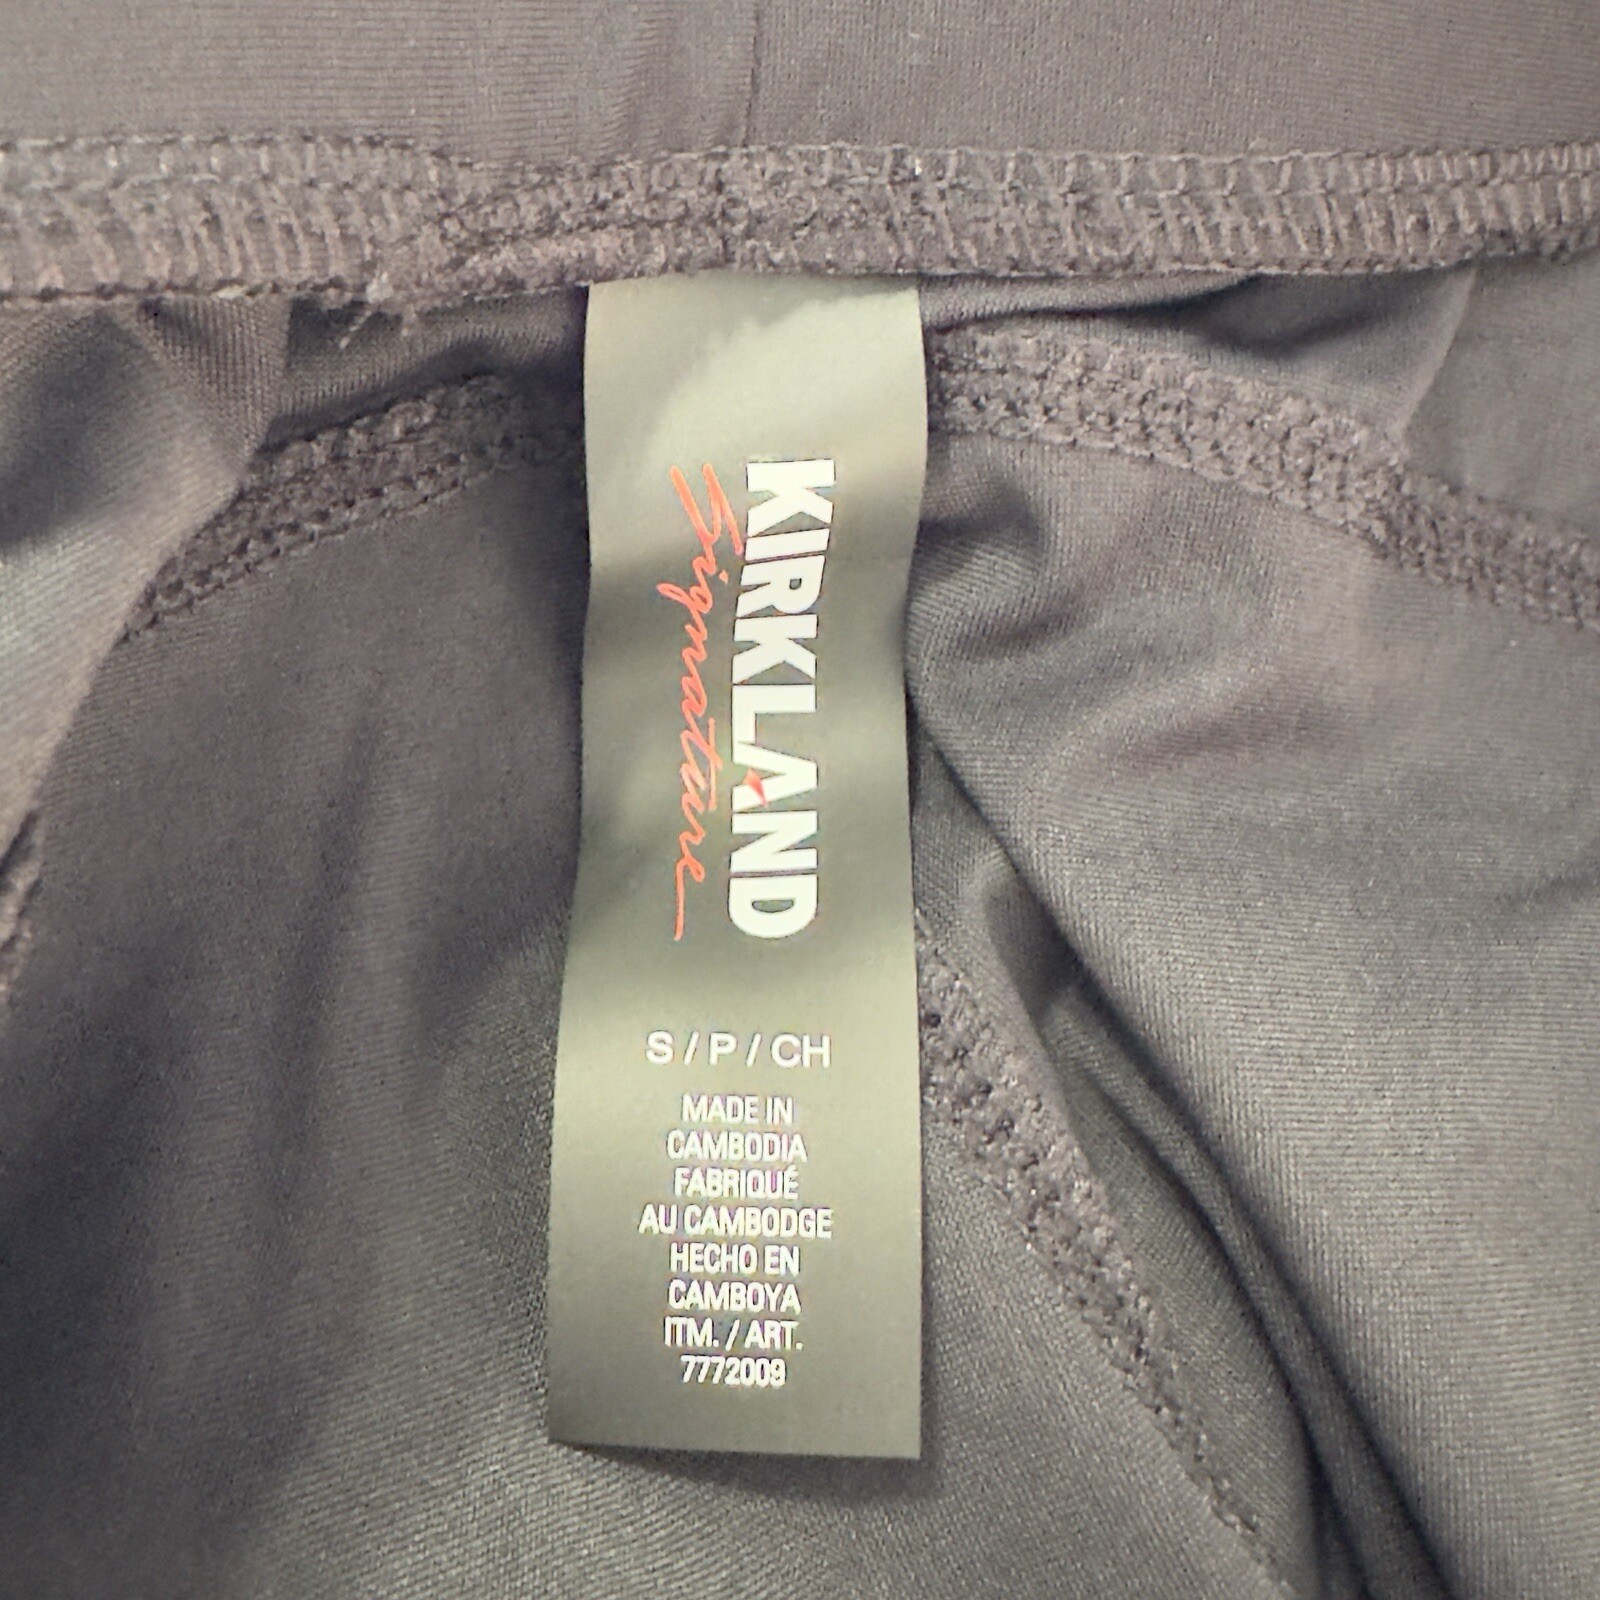 KIRKLAND
Signature
S / P / CH
MADE IN
CAMBODIA
FABRIQUÉ
AU CAMBODGE
HECHO EN
CAMBOYA
ITM. / ART.
7772009